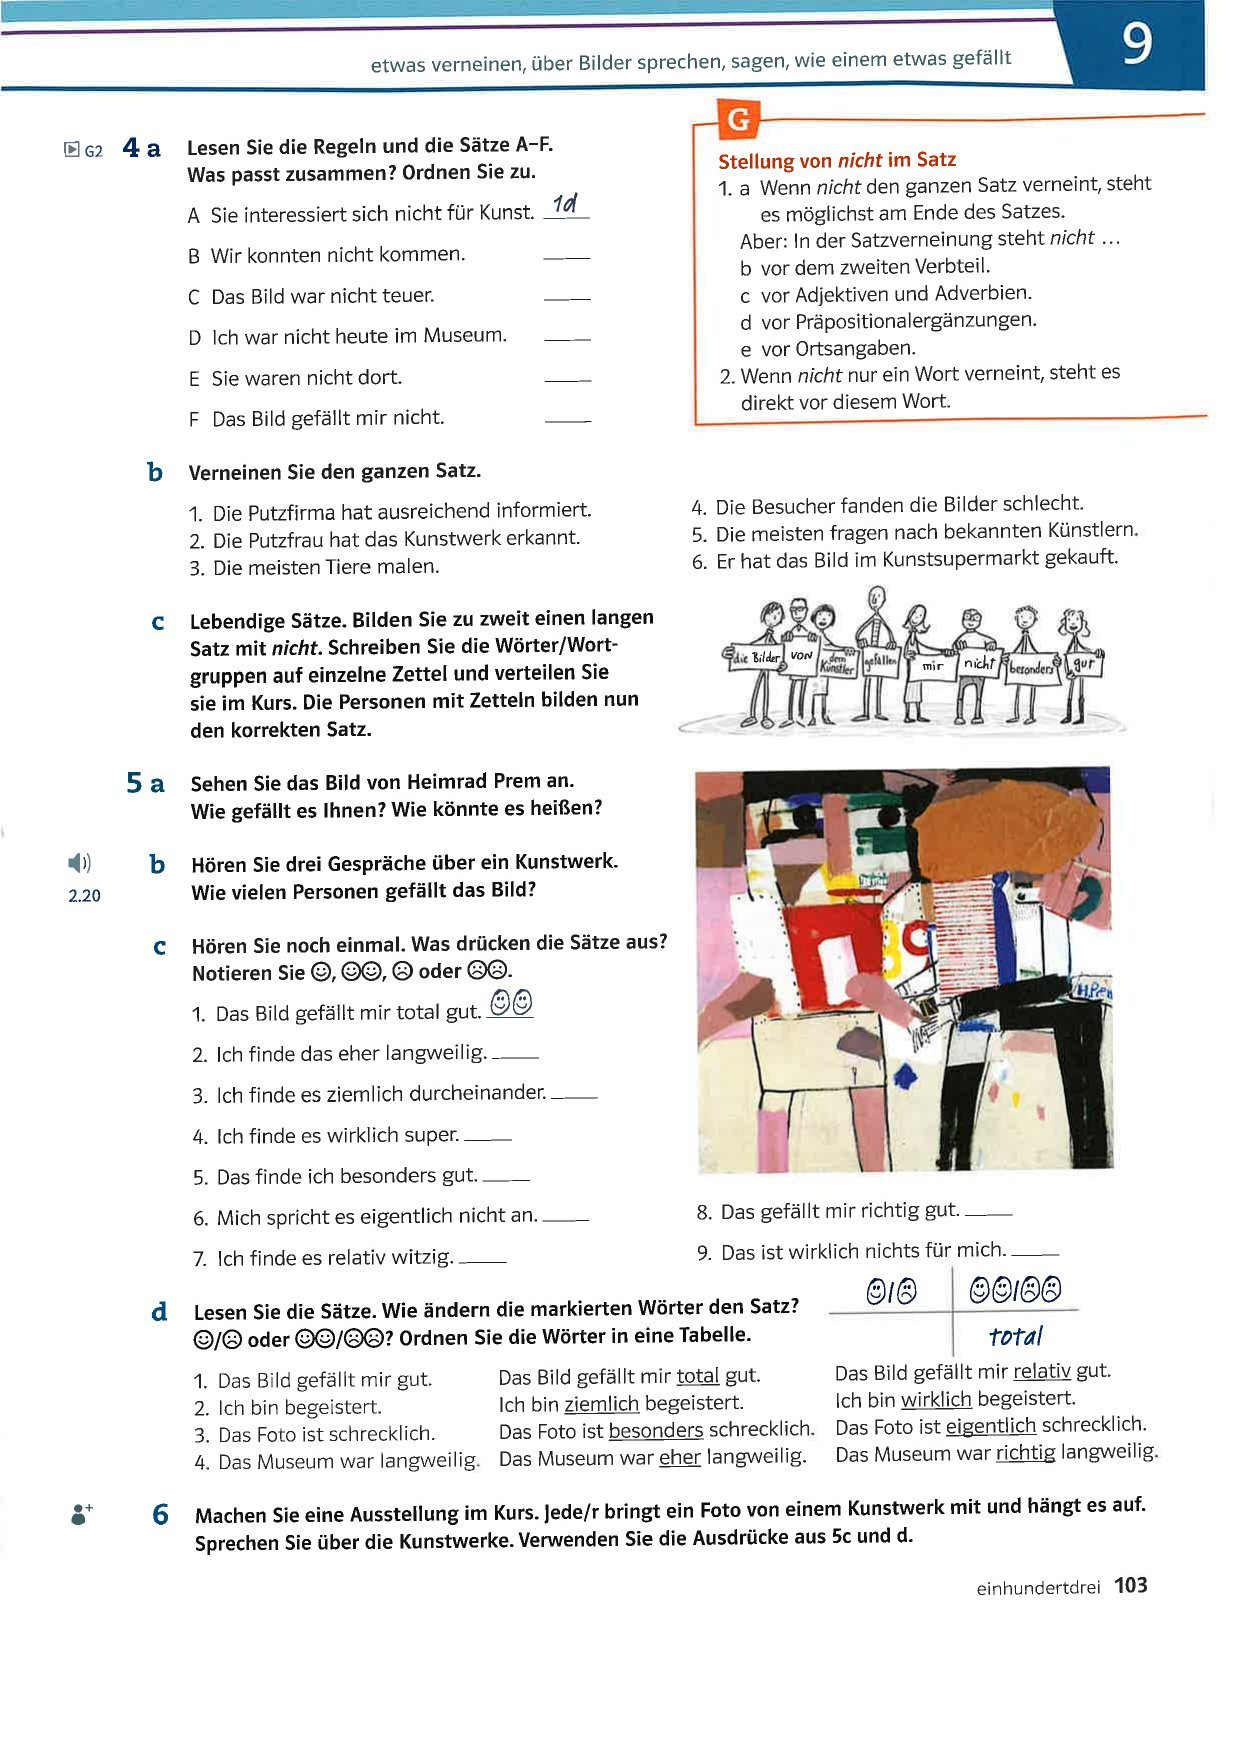 etwas verneinen, über Bilder sprechen, sagen, wie einem etwas gefällt
9
G2 4 a Lesen Sie die Regeln und die Sätze A–F.
Was passt zusammen? Ordnen Sie zu.
A Sie interessiert sich nicht für Kunst. 1d
B Wir konnten nicht kommen. ____
C Das Bild war nicht teuer. ____
D Ich war nicht heute im Museum. ____
E Sie waren nicht dort. ____
F Das Bild gefällt mir nicht. ____
G
Stellung von nicht im Satz
1. a Wenn nicht den ganzen Satz verneint, steht
es möglichst am Ende des Satzes.
Aber: In der Satzverneinung steht nicht ...
b vor dem zweiten Verbteil.
c vor Adjektiven und Adverbien.
d vor Präpositionalergänzungen.
e vor Ortsangaben.
2. Wenn nicht nur ein Wort verneint, steht es
direkt vor diesem Wort.
b Verneinen Sie den ganzen Satz.
1. Die Putzfirma hat ausreichend informiert.
2. Die Putzfrau hat das Kunstwerk erkannt.
3. Die meisten Tiere malen.
4. Die Besucher fanden die Bilder schlecht.
5. Die meisten fragen nach bekannten Künstlern.
6. Er hat das Bild im Kunstsupermarkt gekauft.
c Lebendige Sätze. Bilden Sie zu zweit einen langen
Satz mit nicht. Schreiben Sie die Wörter/Wort-
gruppen auf einzelne Zettel und verteilen Sie
sie im Kurs. Die Personen mit Zetteln bilden nun
den korrekten Satz.
die Bilder von dem Künstler gefallen mir nicht besonders gut
5 a Sehen Sie das Bild von Heimrad Prem an.
Wie gefällt es Ihnen? Wie könnte es heißen?
2.20
b Hören Sie drei Gespräche über ein Kunstwerk.
Wie vielen Personen gefällt das Bild?
c Hören Sie noch einmal. Was drücken die Sätze aus?
Notieren Sie ☺, ☺☺, ☹ oder ☹☹.
1. Das Bild gefällt mir total gut. ☺☺
2. Ich finde das eher langweilig. ____
3. Ich finde es ziemlich durcheinander. ____
4. Ich finde es wirklich super. ____
5. Das finde ich besonders gut. ____
6. Mich spricht es eigentlich nicht an. ____
7. Ich finde es relativ witzig. ____
8. Das gefällt mir richtig gut. ____
9. Das ist wirklich nichts für mich. ____
d Lesen Sie die Sätze. Wie ändern die markierten Wörter den Satz?
☺/☹ oder ☺☺/☹☹? Ordnen Sie die Wörter in eine Tabelle.
☺/☹ ☺☺/☹☹
total
1. Das Bild gefällt mir gut. Das Bild gefällt mir total gut. Das Bild gefällt mir relativ gut.
2. Ich bin begeistert. Ich bin ziemlich begeistert. Ich bin wirklich begeistert.
3. Das Foto ist schrecklich. Das Foto ist besonders schrecklich. Das Foto ist eigentlich schrecklich.
4. Das Museum war langweilig. Das Museum war eher langweilig. Das Museum war richtig langweilig.
6 Machen Sie eine Ausstellung im Kurs. Jede/r bringt ein Foto von einem Kunstwerk mit und hängt es auf.
Sprechen Sie über die Kunstwerke. Verwenden Sie die Ausdrücke aus 5c und d.
einhundertdrei 103